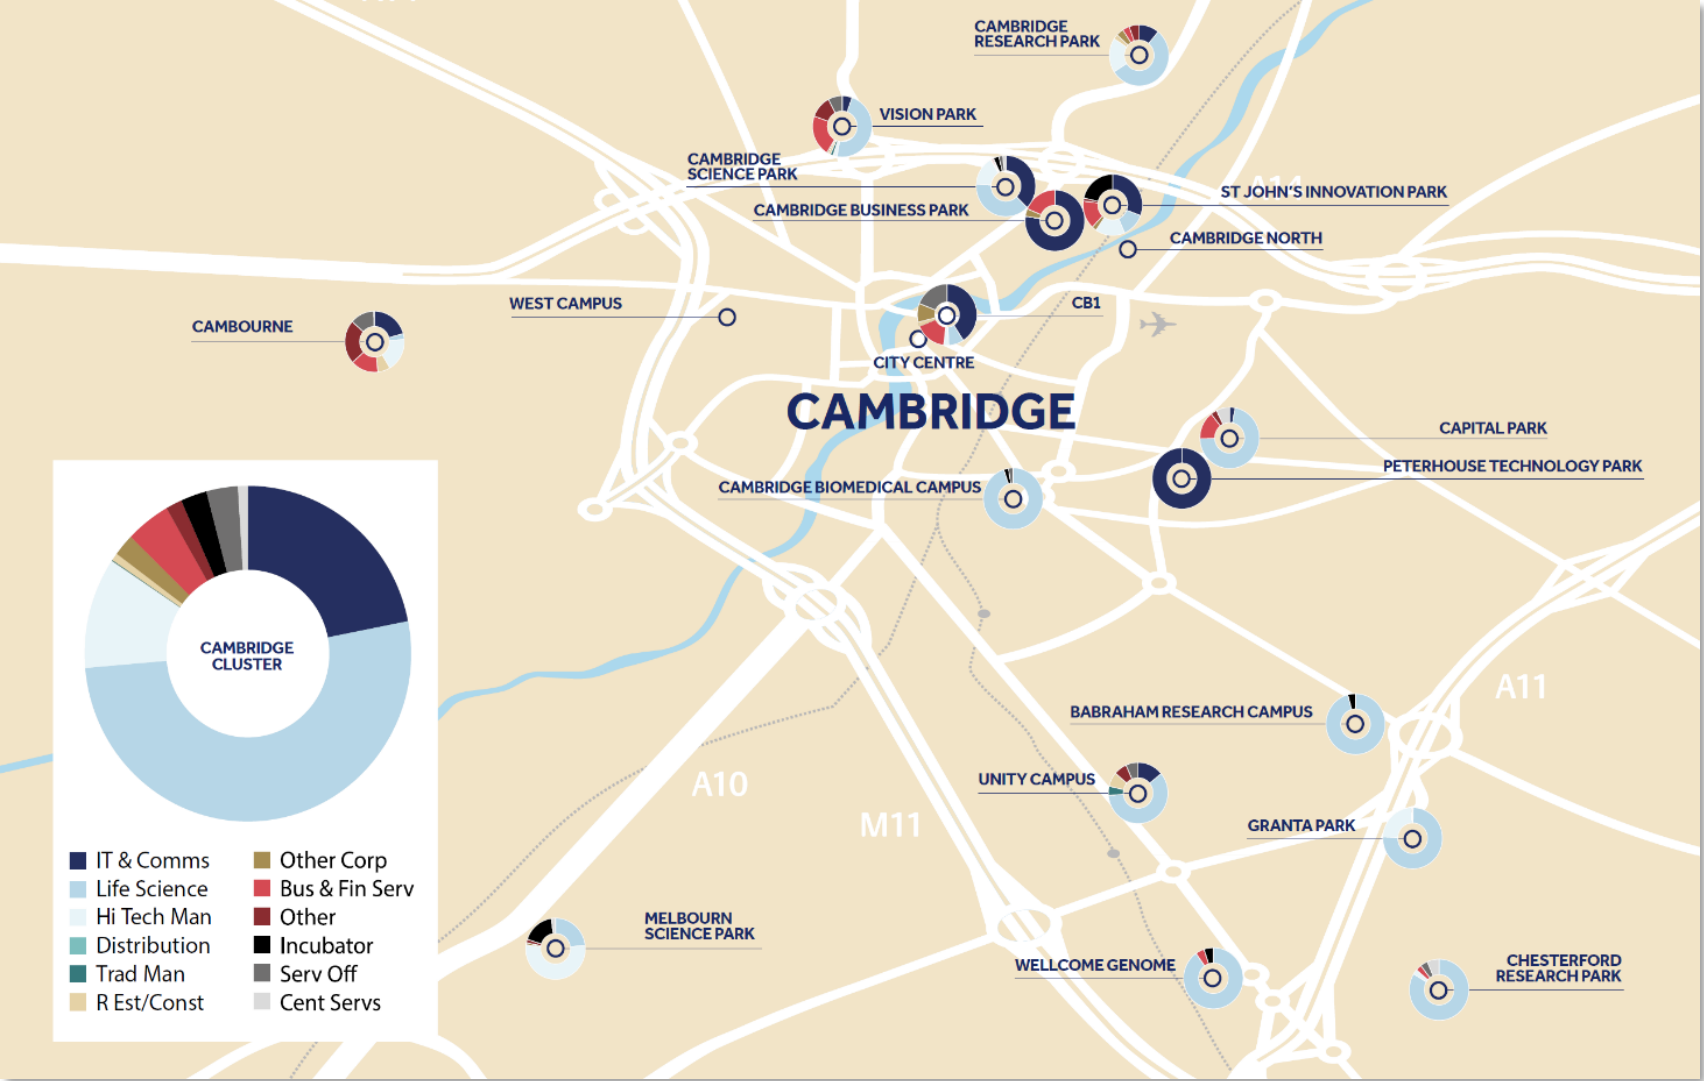 CAMBRIDGE
RESEARCH PARK
VISION PARK
CAMBRIDGE
SCIENCE PARK
A14
ST JOHN'S INNOVATION PARK
CAMBRIDGE BUSINESS PARK
CAMBRIDGE NORTH
WEST CAMPUS
CB1
CAMBOURNE
CITY CENTRE
CAMBRIDGE
CAPITAL PARK
PETERHOUSE TECHNOLOGY PARK
CAMBRIDGE BIOMEDICAL CAMPUS
CAMBRIDGE
CLUSTER
A11
BABRAHAM RESEARCH CAMPUS
A10
UNITY CAMPUS
M11
GRANTA PARK
IT & Comms
Life Science
Hi Tech Man
Distribution
Trad Man
R Est/Const
Other Corp
Bus & Fin Serv
Other
Incubator
Serv Off
Cent Servs
MELBOURN
SCIENCE PARK
WELLCOME GENOME
CHESTERFORD
RESEARCH PARK